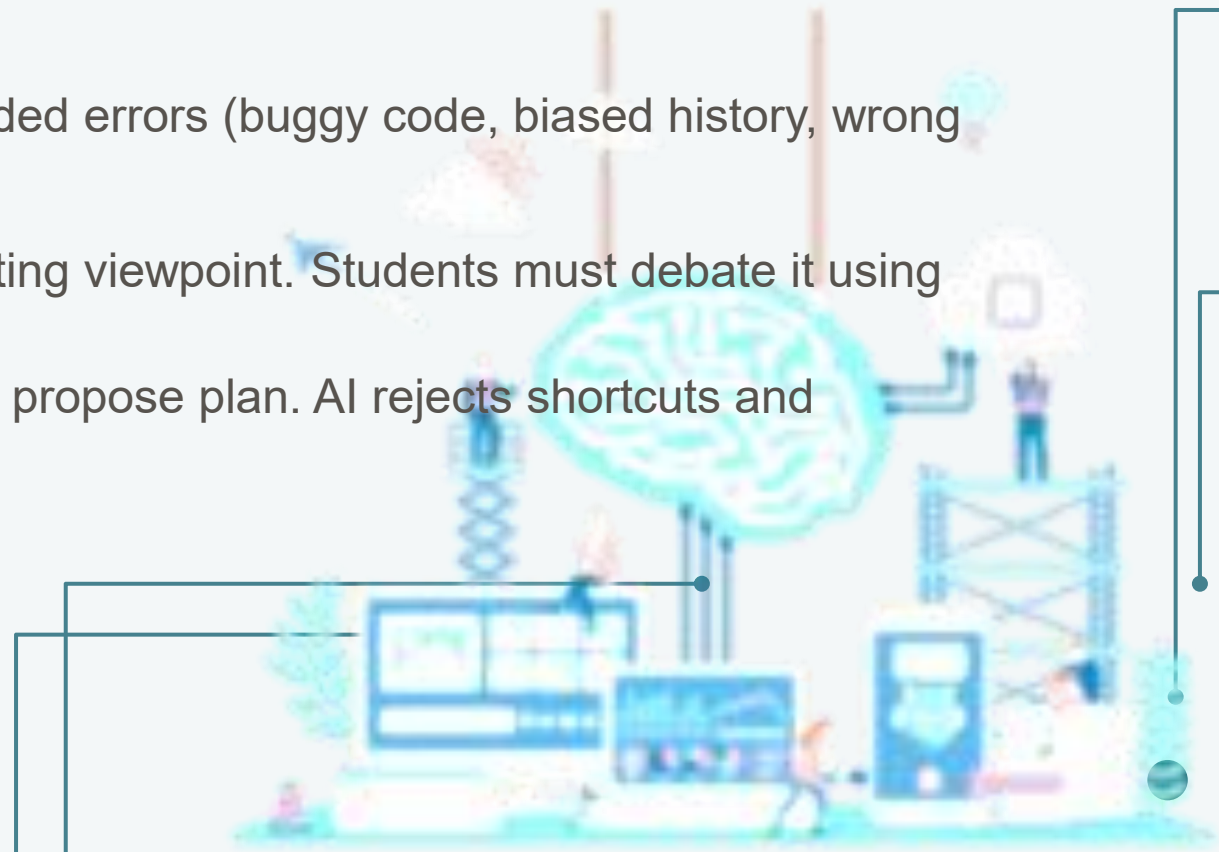 ded errors (buggy code, biased history, wrong
ting viewpoint. Students must debate it using
propose plan. AI rejects shortcuts and